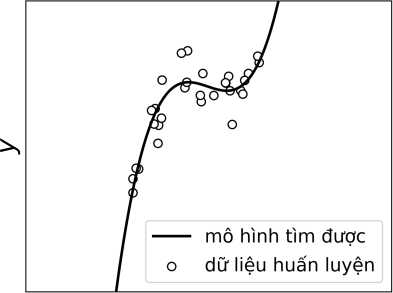 y
mô hình tìm được
dữ liệu huấn luyện